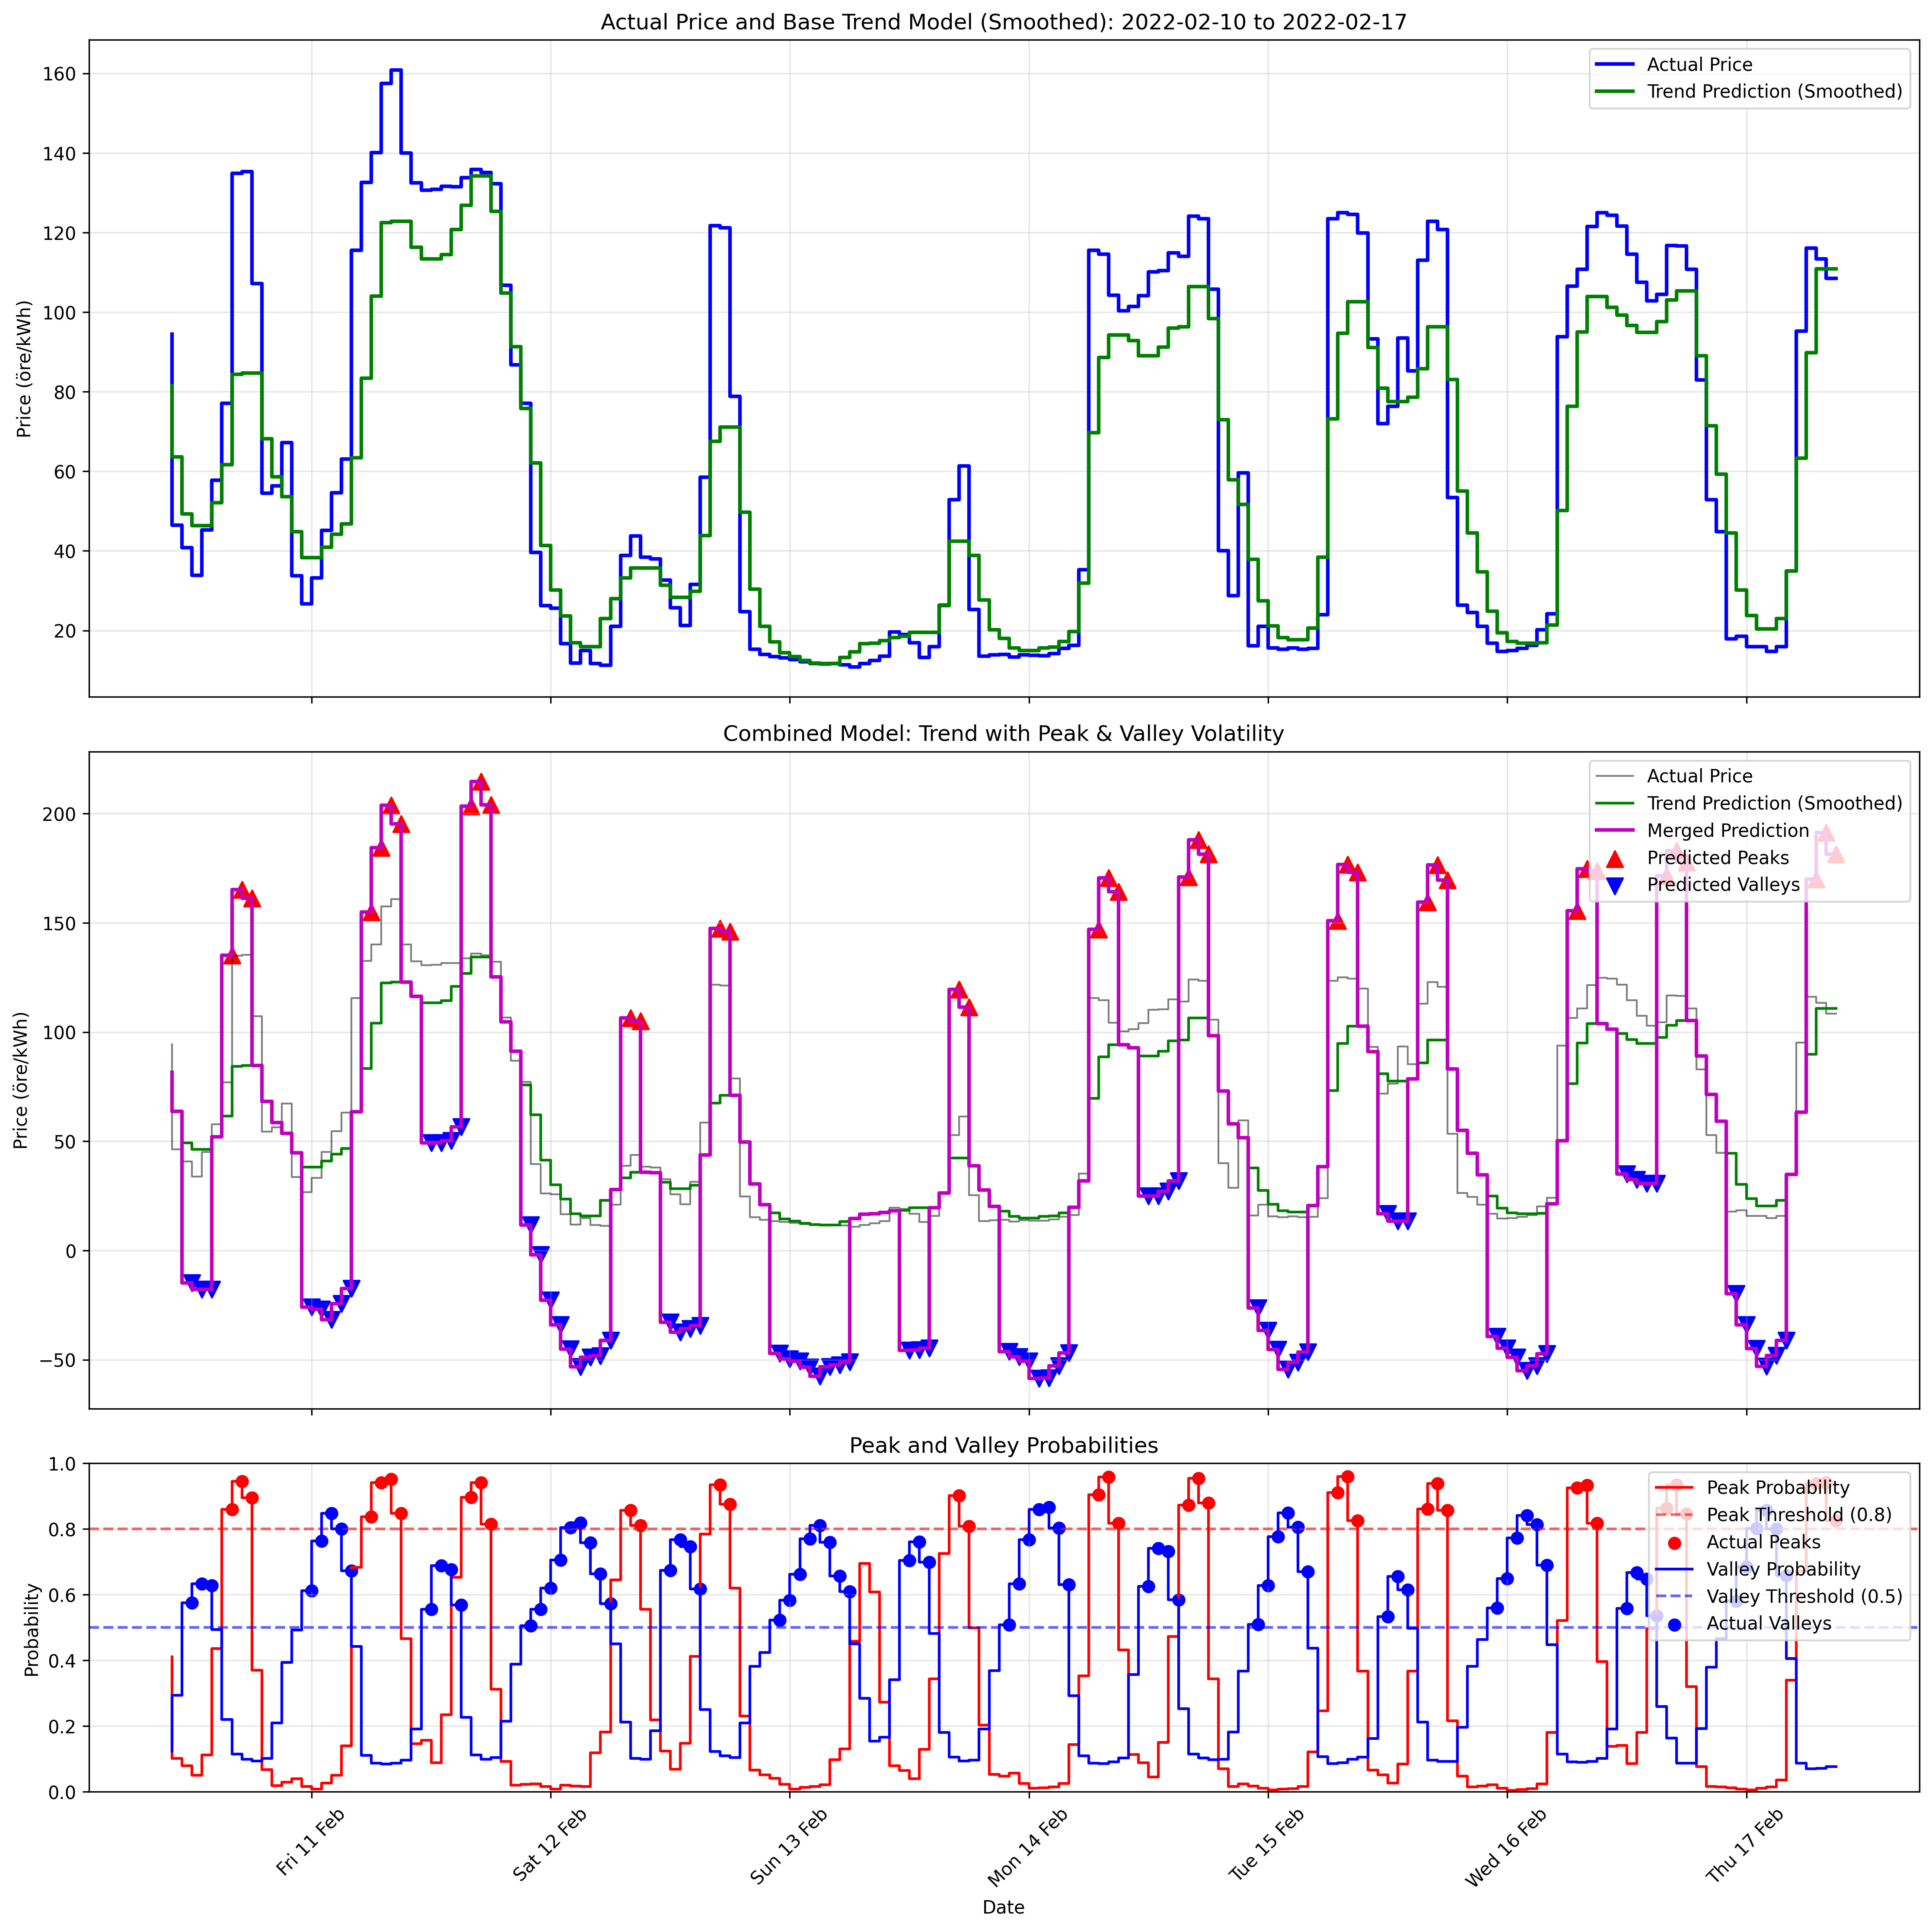 Actual Price and Base Trend Model (Smoothed): 2022-02-10 to 2022-02-17
Price (öre/kWh)
160
140
120
100
80
60
40
20
Actual Price
Trend Prediction (Smoothed)
Combined Model: Trend with Peak & Valley Volatility
Price (öre/kWh)
200
150
100
50
0
−50
Actual Price
Trend Prediction (Smoothed)
Merged Prediction
Predicted Peaks
Predicted Valleys
Peak and Valley Probabilities
Probability
1.0
0.8
0.6
0.4
0.2
0.0
Peak Probability
Peak Threshold (0.8)
Actual Peaks
Valley Probability
Valley Threshold (0.5)
Actual Valleys
Fri 11 Feb
Sat 12 Feb
Sun 13 Feb
Mon 14 Feb
Tue 15 Feb
Wed 16 Feb
Thu 17 Feb
Date